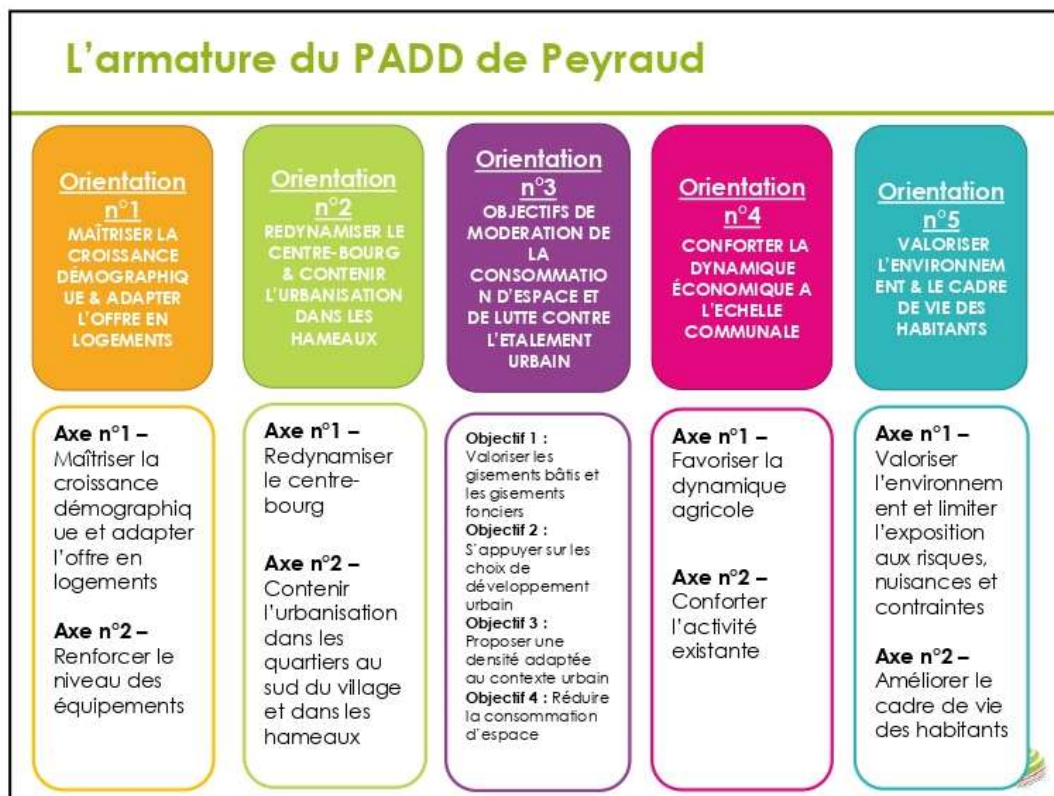 L'armature du PADD de Peyraud
Orientation
n°1
MAÎTRISER LA
CROISSANCE
DÉMOGRAPHIQ
UE & ADAPTER
L'OFFRE EN
LOGEMENTS
Orientation
n°2
REDYNAMISER LE
CENTRE-BOURG
& CONTENIR
L'URBANISATION
DANS LES
HAMEAUX
Orientation
n°3
OBJECTIFS DE
MODERATION DE
LA
CONSOMMATIO
N D'ESPACE ET
DE LUTTE CONTRE
L'ETALEMENT
URBAIN
Orientation
n°4
CONFORTER LA
DYNAMIQUE
ÉCONOMIQUE A
L'ECHELLE
COMMUNALE
Orientation
n°5
VALORISER
L'ENVIRONNEM
ENT & LE CADRE
DE VIE DES
HABITANTS
Axe n°1 –
Maîtriser la
croissance
démographiq
ue et adapter
l'offre en
logements
Axe n°2 –
Renforcer le
niveau des
équipements
Axe n°1 –
Redynamiser
le centre-
bourg
Axe n°2 –
Contenir
l'urbanisation
dans les
quartiers au
sud du village
et dans les
hameaux
Objectif 1 :
Valoriser les
gisements bâtis et
les gisements
fonciers
Objectif 2 :
S'appuyer sur les
choix de
développement
urbain
Objectif 3 :
Proposer une
densité adaptée
au contexte urbain
Objectif 4 : Réduire
la consommation
d'espace
Axe n°1 –
Favoriser la
dynamique
agricole
Axe n°2 –
Conforter
l'activité
existante
Axe n°1 –
Valoriser
l'environnem
ent et limiter
l'exposition
aux risques,
nuisances et
contraintes
Axe n°2 –
Améliorer le
cadre de vie
des habitants